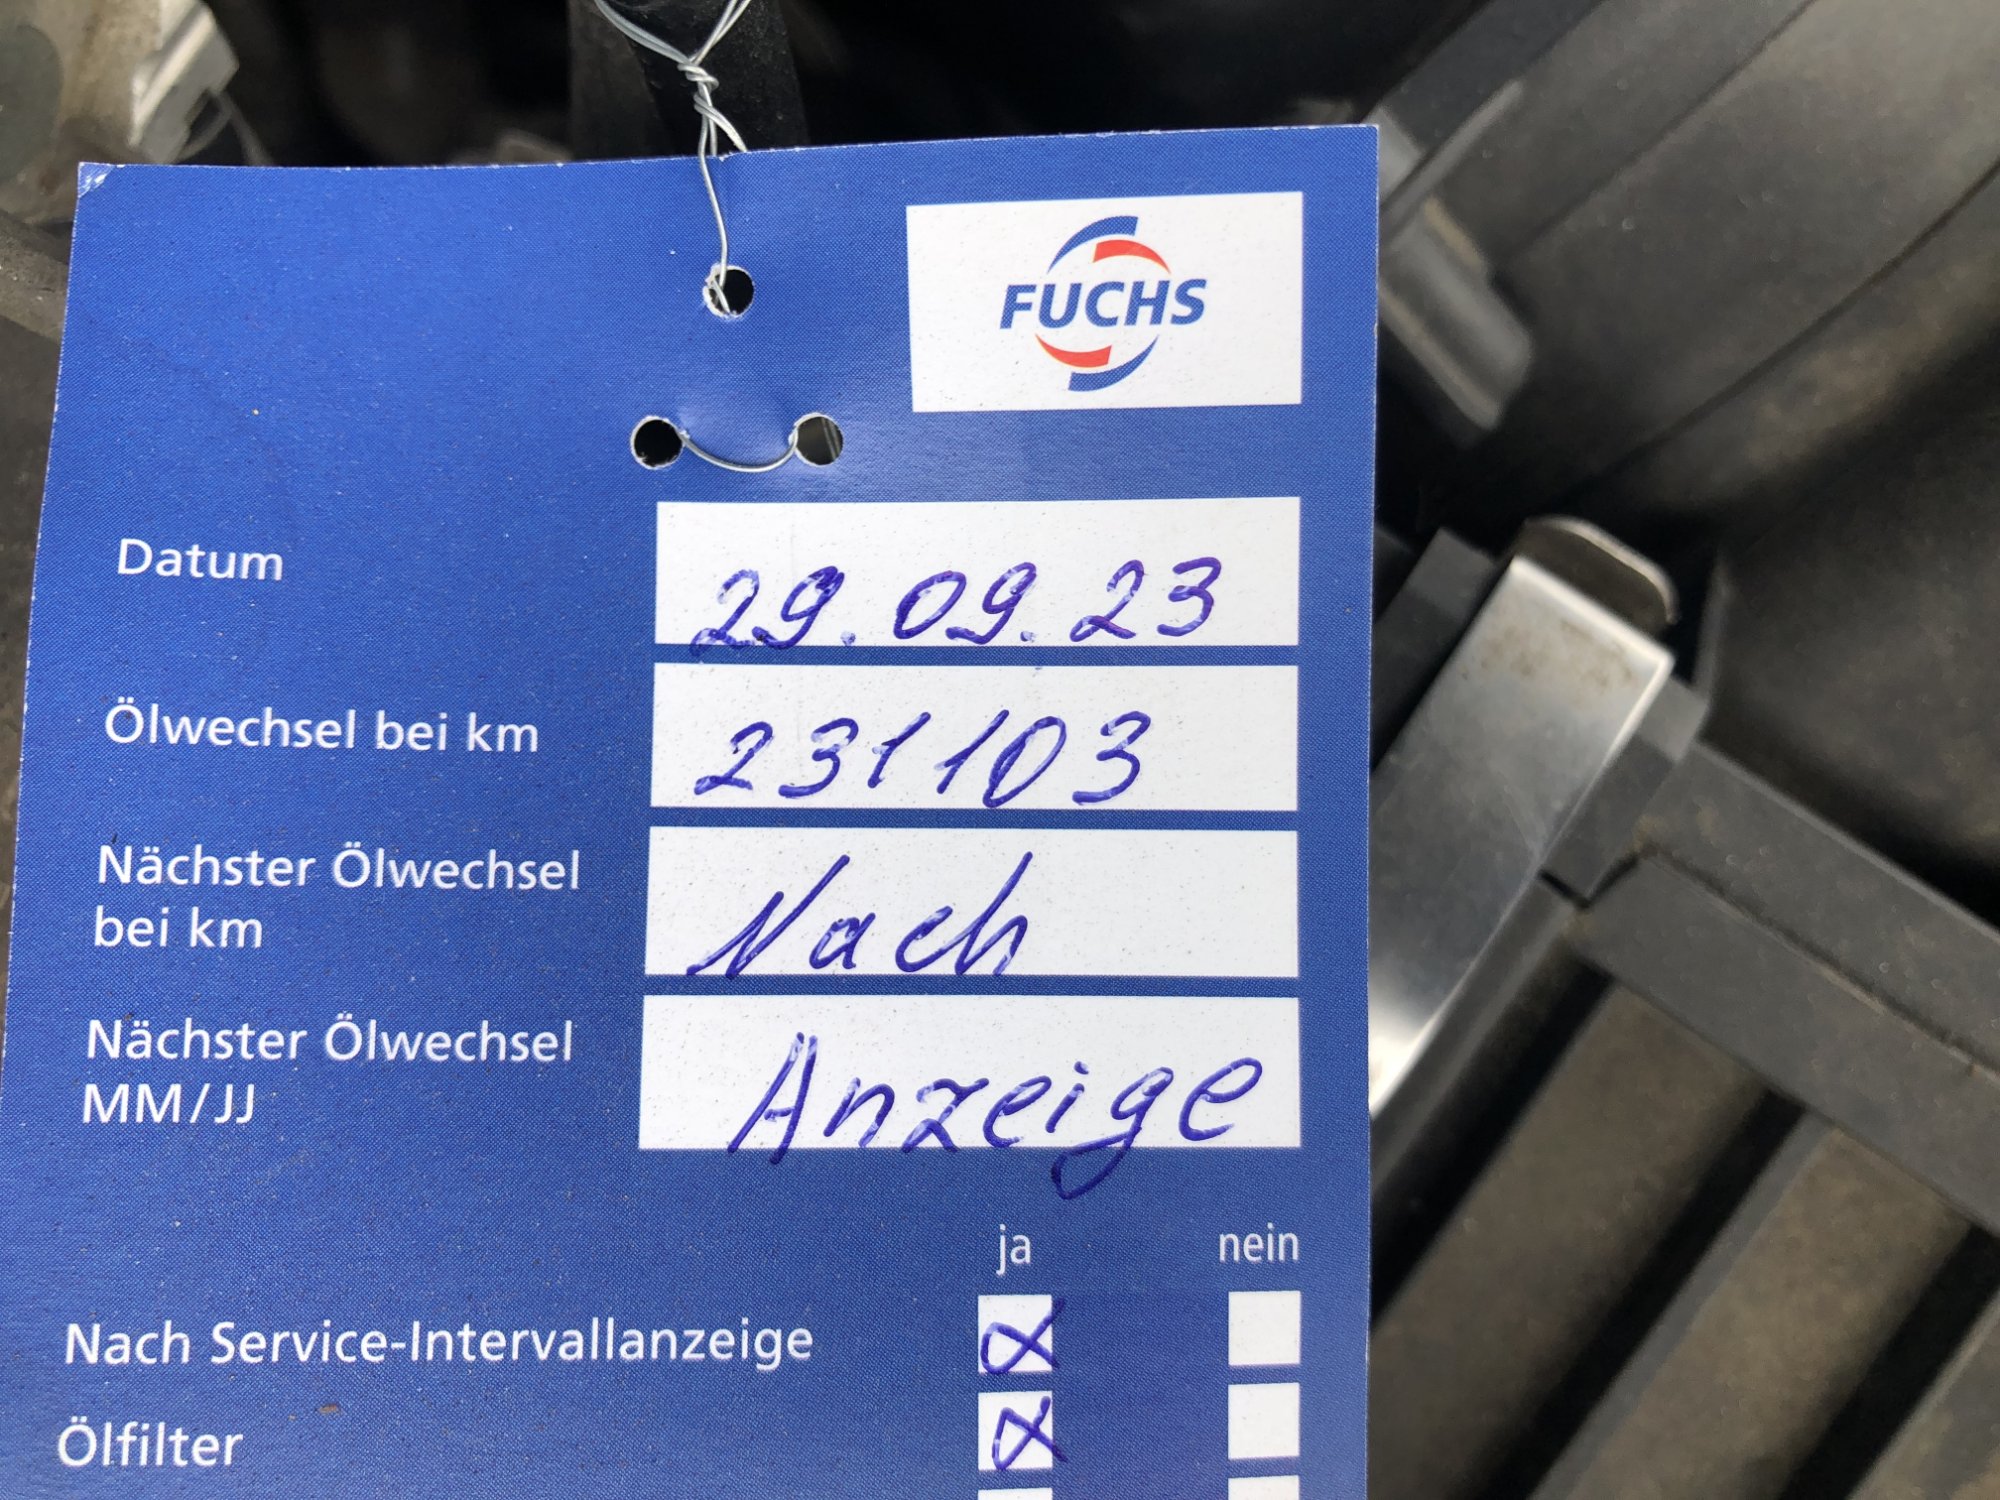 FUCHS
Datum 29.09.23
Ölwechsel bei km 231103
Nächster Ölwechsel
bei km Nach
Nächster Ölwechsel
MM/JJ Anzeige
ja nein
Nach Service-Intervallanzeige
Ölfilter